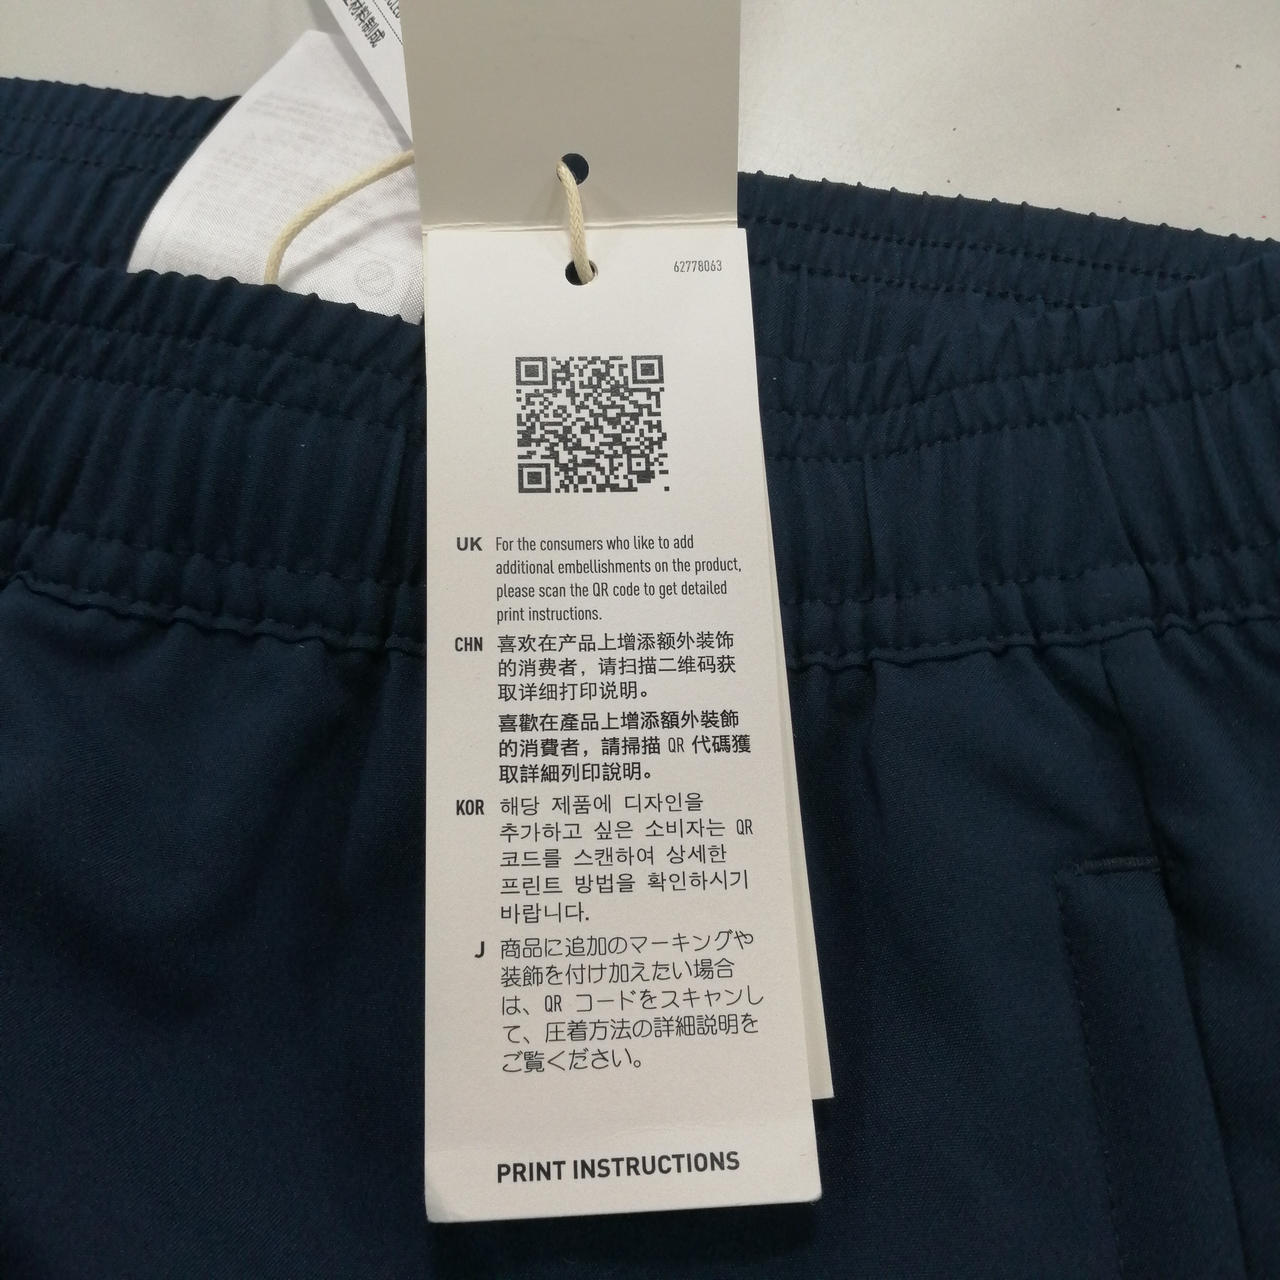 材料制成
62778063
UK For the consumers who like to add
additional embellishments on the product,
please scan the QR code to get detailed
print instructions.
CHN 喜欢在产品上增添额外装饰
的消费者，请扫描二维码获
取详细打印说明。
喜歡在產品上增添額外裝飾
的消費者，請掃描 QR 代碼獲
取詳細列印說明。
KOR 해당 제품에 디자인을
추가하고 싶은 소비자는 QR
코드를 스캔하여 상세한
프린트 방법을 확인하시기
바랍니다.
J 商品に追加のマーキングや
装飾を付け加えたい場合
は、QR コードをスキャンし
て、圧着方法の詳細説明を
ご覧ください。
PRINT INSTRUCTIONS